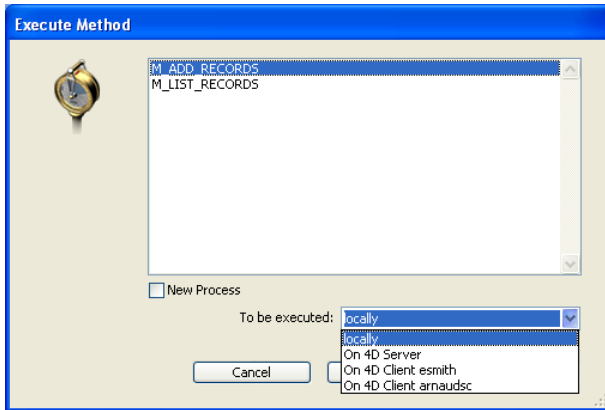 Execute Method
M_ADD_RECORDS
M_LIST_RECORDS
New Process
To be executed: locally
locally
On 4D Server
On 4D Client esmith
On 4D Client arnaudsc
Cancel